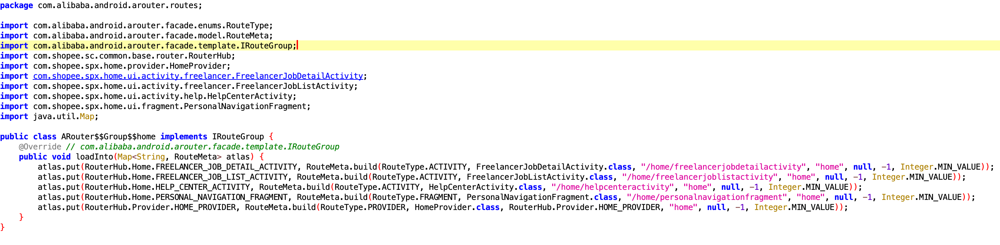 package com.alibaba.android.arouter.routes;
import com.alibaba.android.arouter.facade.enums.RouteType;
import com.alibaba.android.arouter.facade.model.RouteMeta;
import com.alibaba.android.arouter.facade.template.IRouteGroup;
import com.shopee.sc.common.base.router.RouterHub;
import com.shopee.spx.home.provider.HomeProvider;
import com.shopee.spx.home.ui.activity.freelancer.FreelancerJobDetailActivity;
import com.shopee.spx.home.ui.activity.freelancer.FreelancerJobListActivity;
import com.shopee.spx.home.ui.activity.help.HelpCenterActivity;
import com.shopee.spx.home.ui.fragment.PersonalNavigationFragment;
import java.util.Map;
public class ARouter$$Group$$home implements IRouteGroup {
    @Override // com.alibaba.android.arouter.facade.template.IRouteGroup
    public void loadInto(Map<String, RouteMeta> atlas) {
        atlas.put(RouterHub.Home.FREELANCER_JOB_DETAIL_ACTIVITY, RouteMeta.build(RouteType.ACTIVITY, FreelancerJobDetailActivity.class, "/home/freelancerjobdetailactivity", "home", null, -1, Integer.MIN_VALUE));
        atlas.put(RouterHub.Home.FREELANCER_JOB_LIST_ACTIVITY, RouteMeta.build(RouteType.ACTIVITY, FreelancerJobListActivity.class, "/home/freelancerjoblistactivity", "home", null, -1, Integer.MIN_VALUE));
        atlas.put(RouterHub.Home.HELP_CENTER_ACTIVITY, RouteMeta.build(RouteType.ACTIVITY, HelpCenterActivity.class, "/home/helpcenteractivity", "home", null, -1, Integer.MIN_VALUE));
        atlas.put(RouterHub.Home.PERSONAL_NAVIGATION_FRAGMENT, RouteMeta.build(RouteType.FRAGMENT, PersonalNavigationFragment.class, "/home/personalnavigationfragment", "home", null, -1, Integer.MIN_VALUE));
        atlas.put(RouterHub.Provider.HOME_PROVIDER, RouteMeta.build(RouteType.PROVIDER, HomeProvider.class, RouterHub.Provider.HOME_PROVIDER, "home", null, -1, Integer.MIN_VALUE));
    }
}